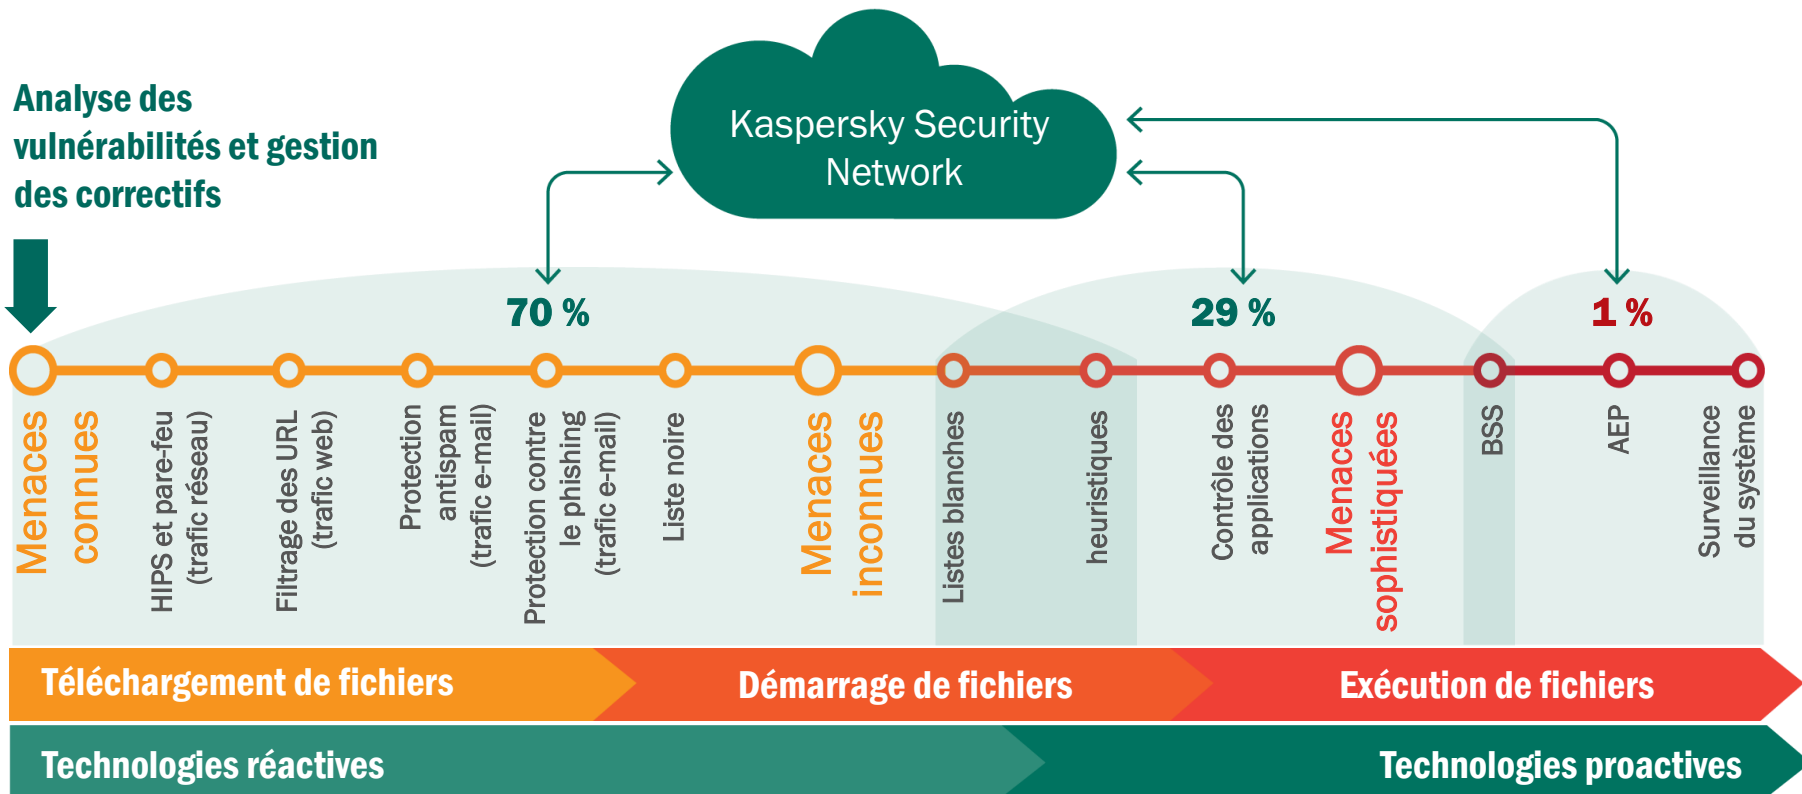 Analyse des
vulnérabilités et gestion
des correctifs
Kaspersky Security
Network
70 %
29 %
1 %
Menaces
connues
HIPS et pare-feu
(trafic réseau)
Filtrage des URL
(trafic web)
Protection
antispam
(trafic e-mail)
Protection contre
le phishing
(trafic e-mail)
Liste noire
Menaces
inconnues
Listes blanches
heuristiques
Contrôle des
applications
Menaces
sophistiquées
BSS
AEP
Surveillance
du système
Téléchargement de fichiers
Démarrage de fichiers
Exécution de fichiers
Technologies réactives
Technologies proactives